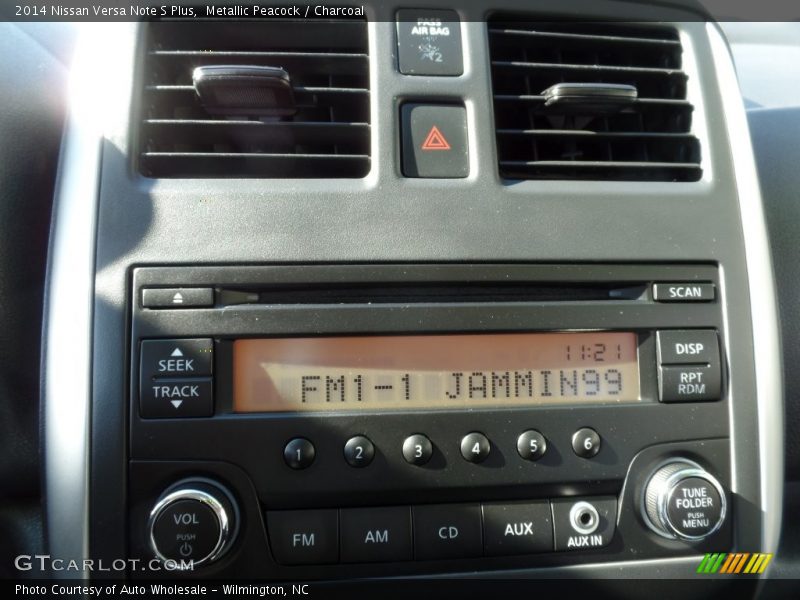 2014 Nissan Versa Note S Plus, Metallic Peacock / Charcoal
PASS
AIR BAG
2
SCAN
SEEK
TRACK
11:21
FM1-1 JAMMIN99
DISP
RPT
RDM
1 2 3 4 5 6
VOL
PUSH
FM AM CD AUX
AUX IN
TUNE
FOLDER
PUSH
MENU
GTCARLOT.COM
Photo Courtesy of Auto Wholesale - Wilmington, NC